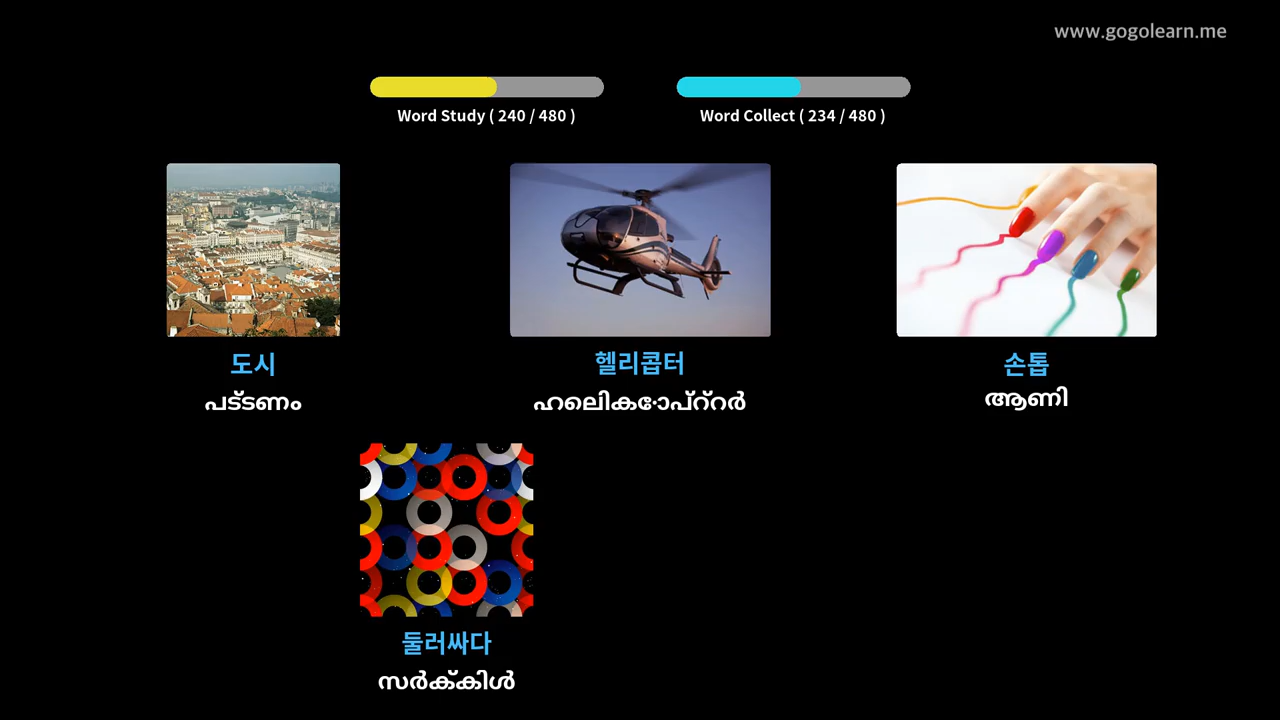 www.gogolearn.me
Word Study ( 240 / 480 )
Word Collect ( 234 / 480 )
도시
പട്ടണം
헬리콥터
ഹെലികോപ്റ്റർ
손톱
ആണി
둘러싸다
സർക്കിൾ